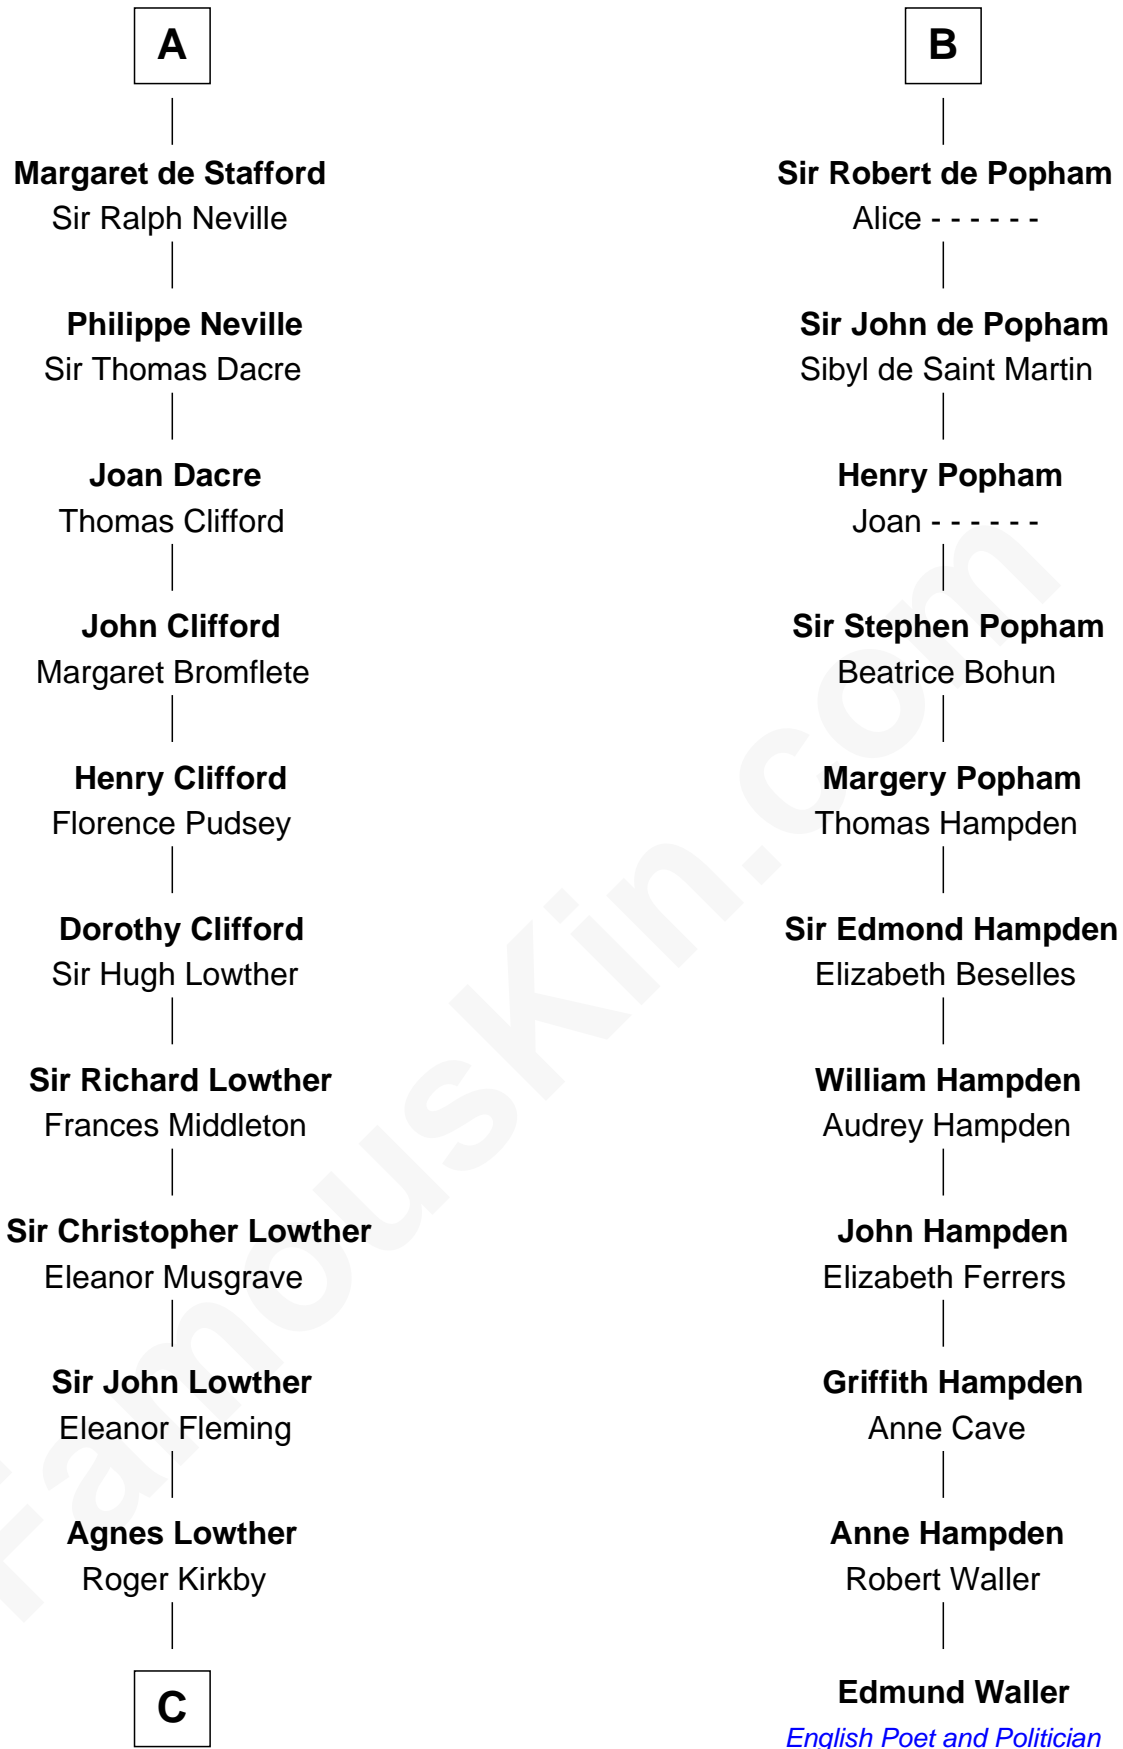 A
Margaret de Stafford
Sir Ralph Neville
Philippe Neville
Sir Thomas Dacre
Joan Dacre
Thomas Clifford
John Clifford
Margaret Bromflete
Henry Clifford
Florence Pudsey
Dorothy Clifford
Sir Hugh Lowther
Sir Richard Lowther
Frances Middleton
Sir Christopher Lowther
Eleanor Musgrave
Sir John Lowther
Eleanor Fleming
Agnes Lowther
Roger Kirkby
C
B
Sir Robert de Popham
Alice - - - - - -
Sir John de Popham
Sibyl de Saint Martin
Henry Popham
Joan - - - - - -
Sir Stephen Popham
Beatrice Bohun
Margery Popham
Thomas Hampden
Sir Edmond Hampden
Elizabeth Beselles
William Hampden
Audrey Hampden
John Hampden
Elizabeth Ferrers
Griffith Hampden
Anne Cave
Anne Hampden
Robert Waller
Edmund Waller
English Poet and Politician
FamousKin.com